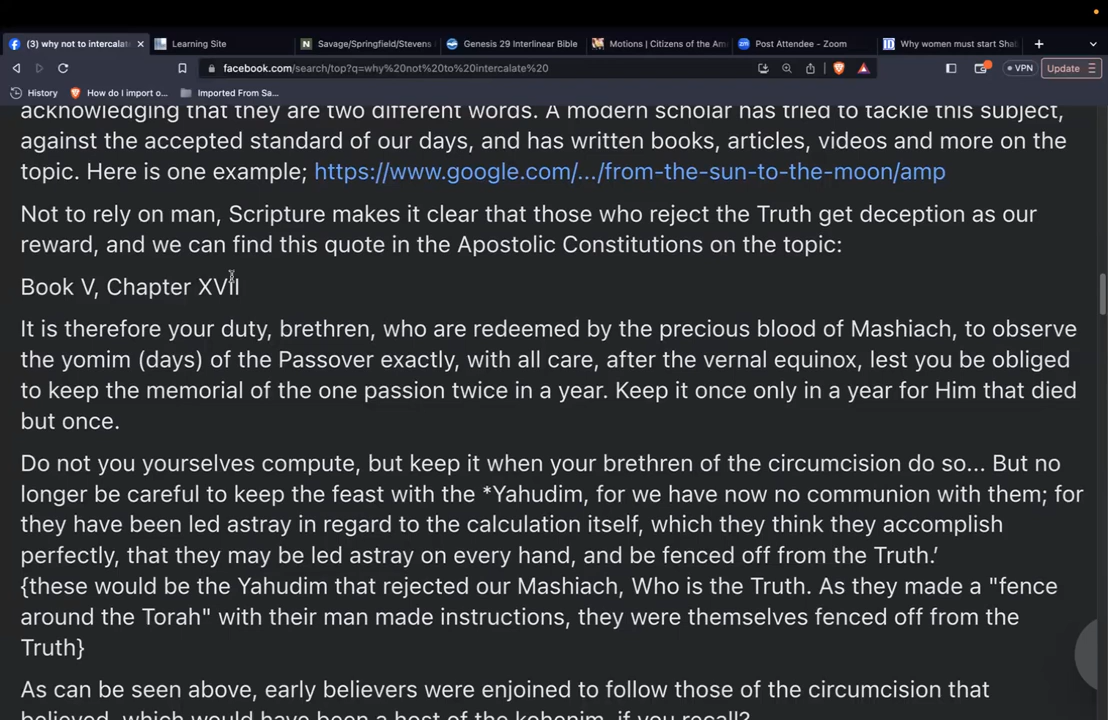 (3) why not to intercalat
Learning Site
Savage/Springfield/Stevens
Genesis 29 Interlinear Bible
Motions | Citizens of the Am
Post Attendee - Zoom
Why women must start Sha
facebook.com/search/top?q=why%20not%20to%20intercalate%20
VPN
Update
History
How do I import o...
Imported From Sa...
acknowledging that they are two different words. A modern scholar has tried to tackle this subject,
against the accepted standard of our days, and has written books, articles, videos and more on the
topic. Here is one example; https://www.google.com/.../from-the-sun-to-the-moon/amp
Not to rely on man, Scripture makes it clear that those who reject the Truth get deception as our
reward, and we can find this quote in the Apostolic Constitutions on the topic:
Book V, Chapter XVII
It is therefore your duty, brethren, who are redeemed by the precious blood of Mashiach, to observe
the yomim (days) of the Passover exactly, with all care, after the vernal equinox, lest you be obliged
to keep the memorial of the one passion twice in a year. Keep it once only in a year for Him that died
but once.
Do not you yourselves compute, but keep it when your brethren of the circumcision do so... But no
longer be careful to keep the feast with the *Yahudim, for we have now no communion with them; for
they have been led astray in regard to the calculation itself, which they think they accomplish
perfectly, that they may be led astray on every hand, and be fenced off from the Truth.'
{these would be the Yahudim that rejected our Mashiach, Who is the Truth. As they made a "fence
around the Torah" with their man made instructions, they were themselves fenced off from the
Truth}
As can be seen above, early believers were enjoined to follow those of the circumcision that
believed, which would have been a host of the kohenim, if you recall?